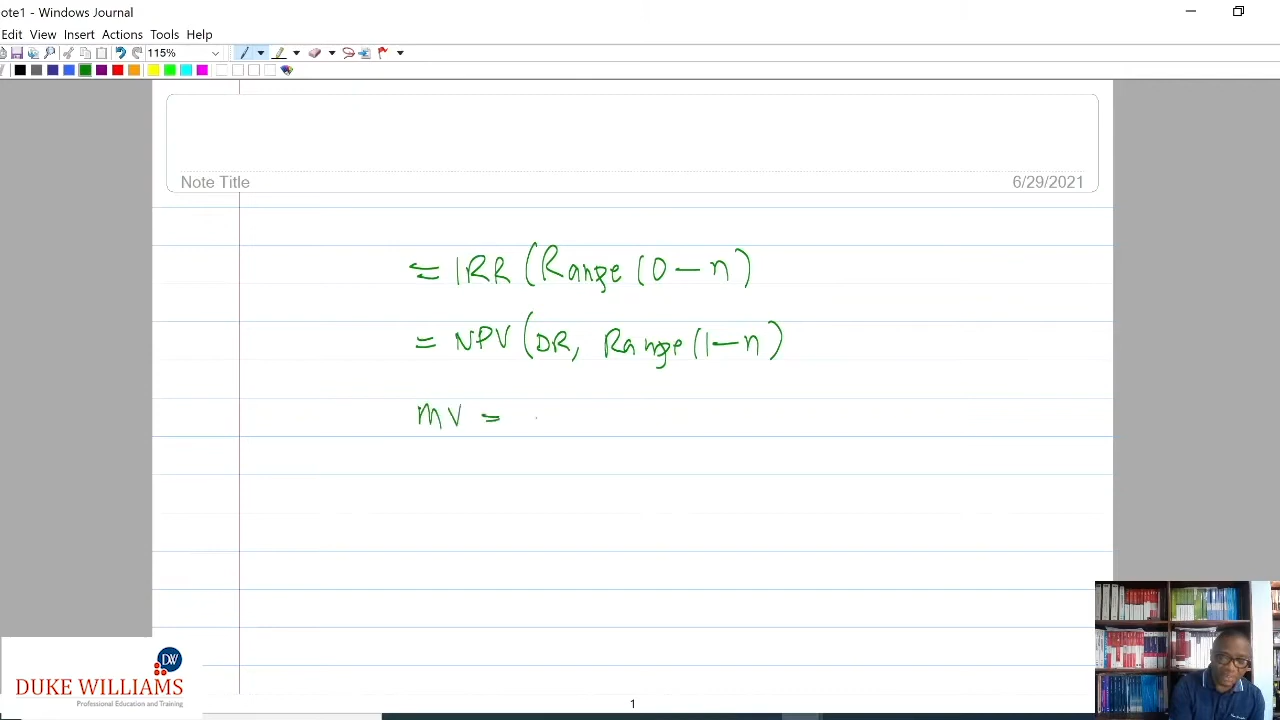 ote1 - Windows Journal
Edit View Insert Actions Tools Help
115%
Note Title
6/29/2021
= IRR (Range (0 – n)
= NPV (DR, Range (1 – n)
MV =
1
DW
DUKE WILLIAMS
Professional Education and Training